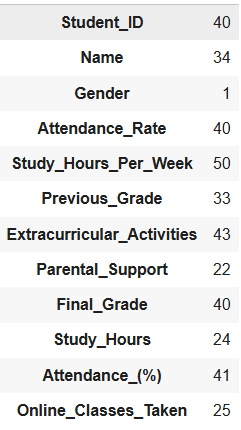 Student_ID 40
Name 34
Gender 1
Attendance_Rate 40
Study_Hours_Per_Week 50
Previous_Grade 33
Extracurricular_Activities 43
Parental_Support 22
Final_Grade 40
Study_Hours 24
Attendance_(%) 41
Online_Classes_Taken 25